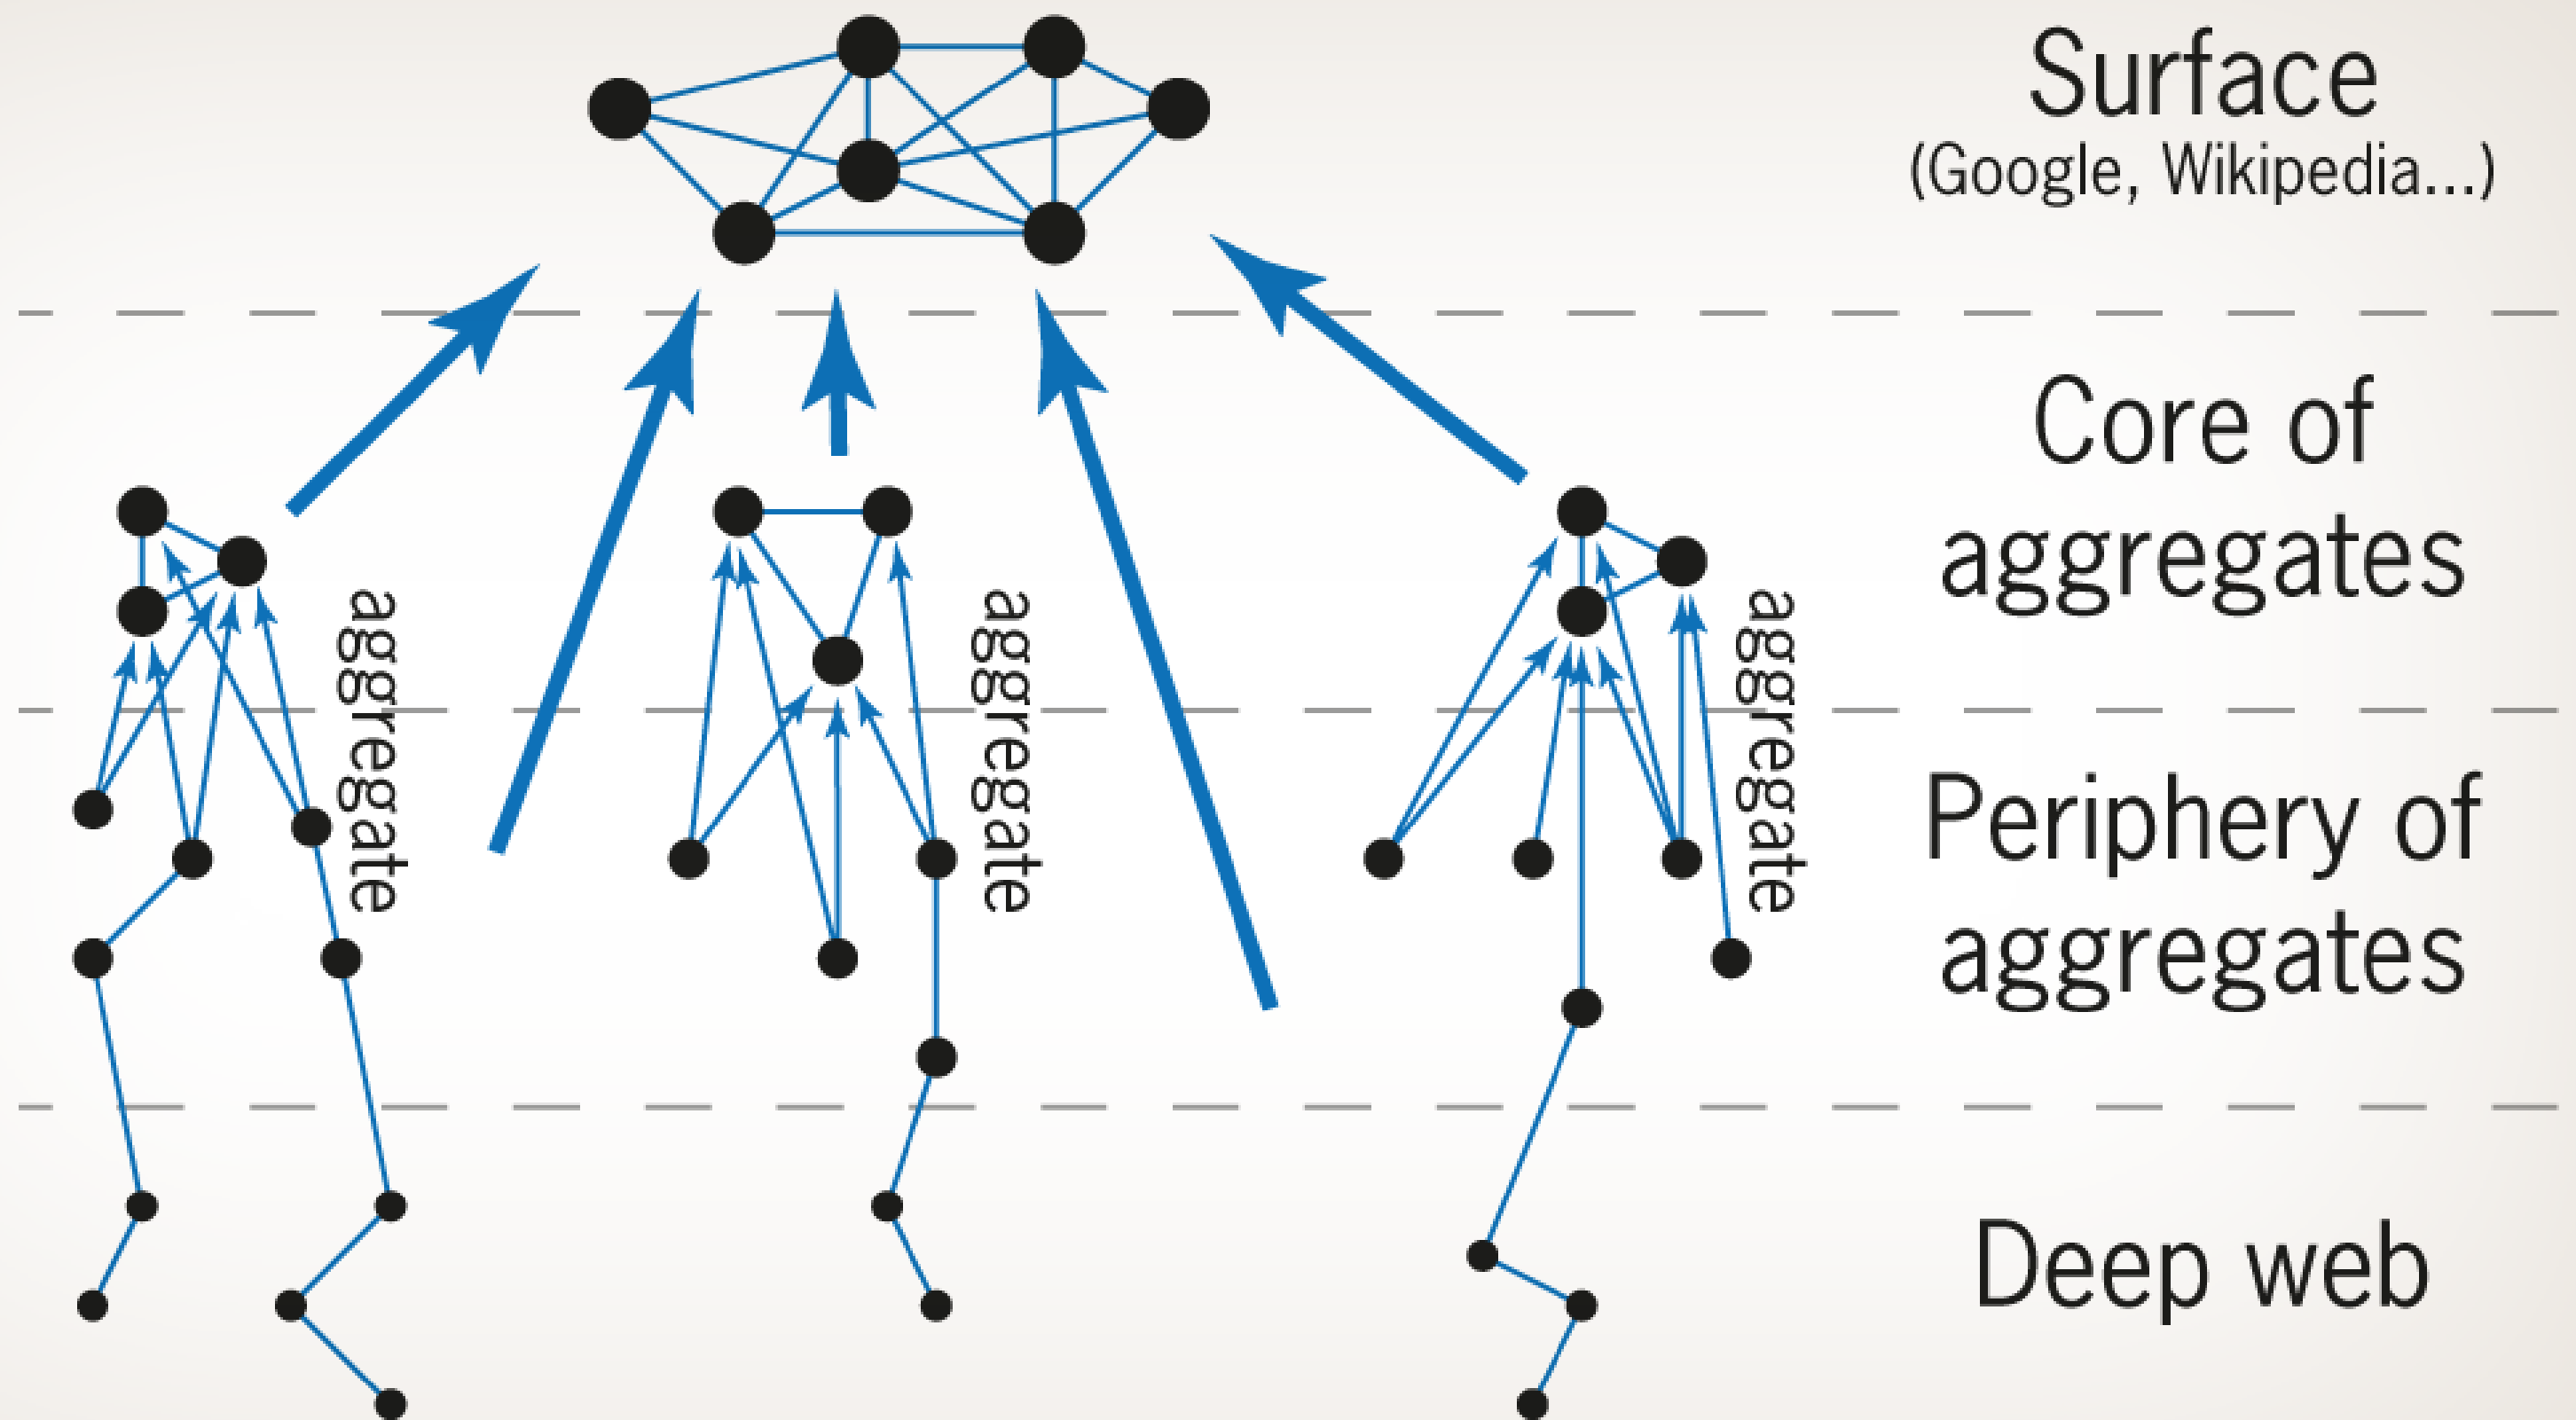 Surface
(Google, Wikipedia...)
Core of
aggregates
aggregate
aggregate
aggregate
Periphery of
aggregates
Deep web